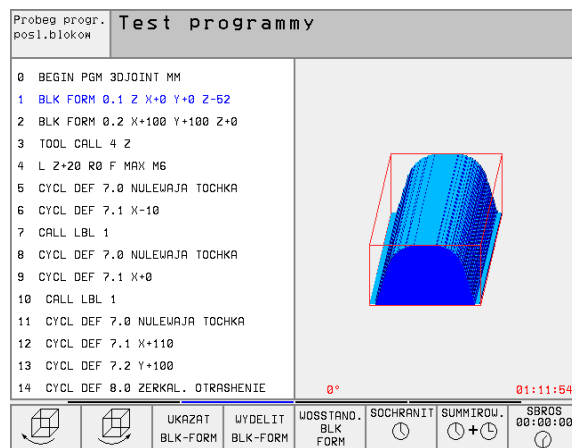 Probeg progr.
posl.blokow
Test programmy
0 BEGIN PGM 3DJOINT MM
1 BLK FORM 0.1 Z X+0 Y+0 Z-52
2 BLK FORM 0.2 X+100 Y+100 Z+0
3 TOOL CALL 4 Z
4 L Z+20 R0 F MAX M6
5 CYCL DEF 7.0 NULEWAJA TOCHKA
6 CYCL DEF 7.1 X-10
7 CALL LBL 1
8 CYCL DEF 7.0 NULEWAJA TOCHKA
9 CYCL DEF 7.1 X+0
10 CALL LBL 1
11 CYCL DEF 7.0 NULEWAJA TOCHKA
12 CYCL DEF 7.1 X+110
13 CYCL DEF 7.2 Y+100
14 CYCL DEF 8.0 ZERKAL. OTRASHENIE
0°
01:11:54
UKAZAT
BLK-FORM
WYDELIT
BLK-FORM
WOSSTANO.
BLK
FORM
SOCHRANIT
SUMMIROW.
+
SBROS
00:00:00